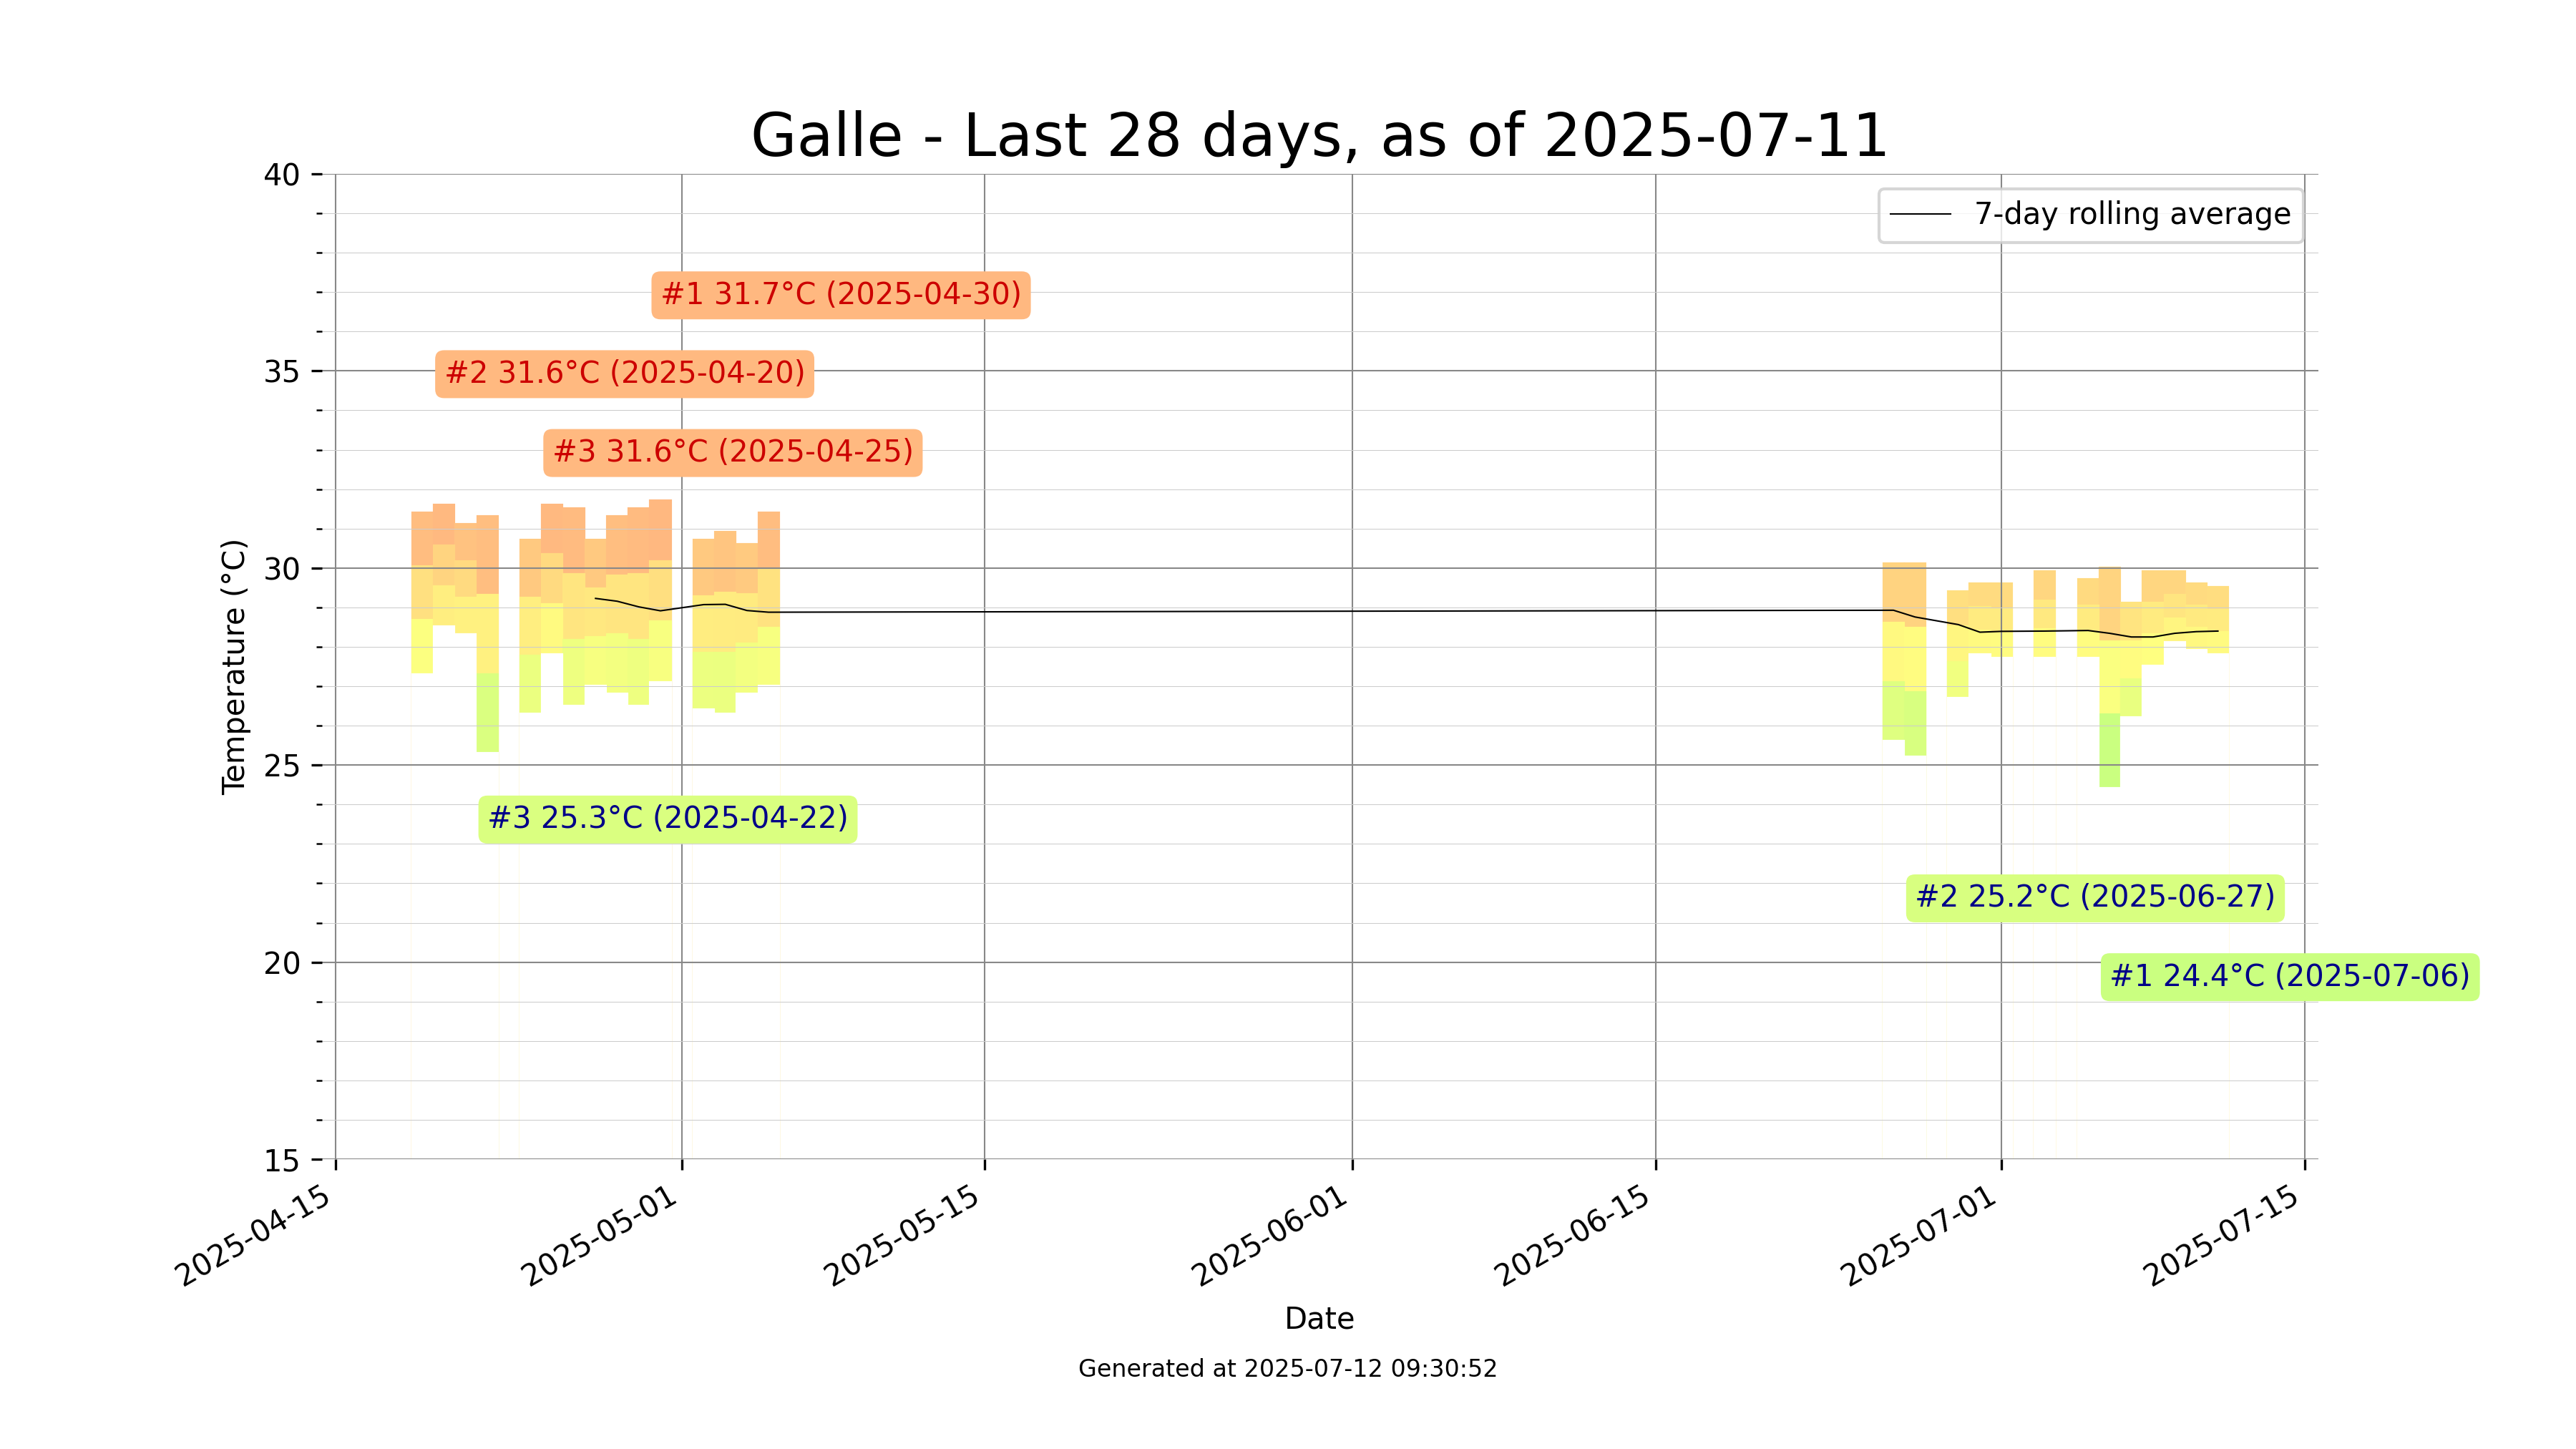 Galle - Last 28 days, as of 2025-07-11
40
7-day rolling average
#1 31.7°C (2025-04-30)
35
#2 31.6°C (2025-04-20)
#3 31.6°C (2025-04-25)
30
Temperature (°C)
25
#3 25.3°C (2025-04-22)
#2 25.2°C (2025-06-27)
20
#1 24.4°C (2025-07-06)
15
2025-04-15
2025-05-01
2025-05-15
2025-06-01
2025-06-15
2025-07-01
2025-07-15
Date
Generated at 2025-07-12 09:30:52